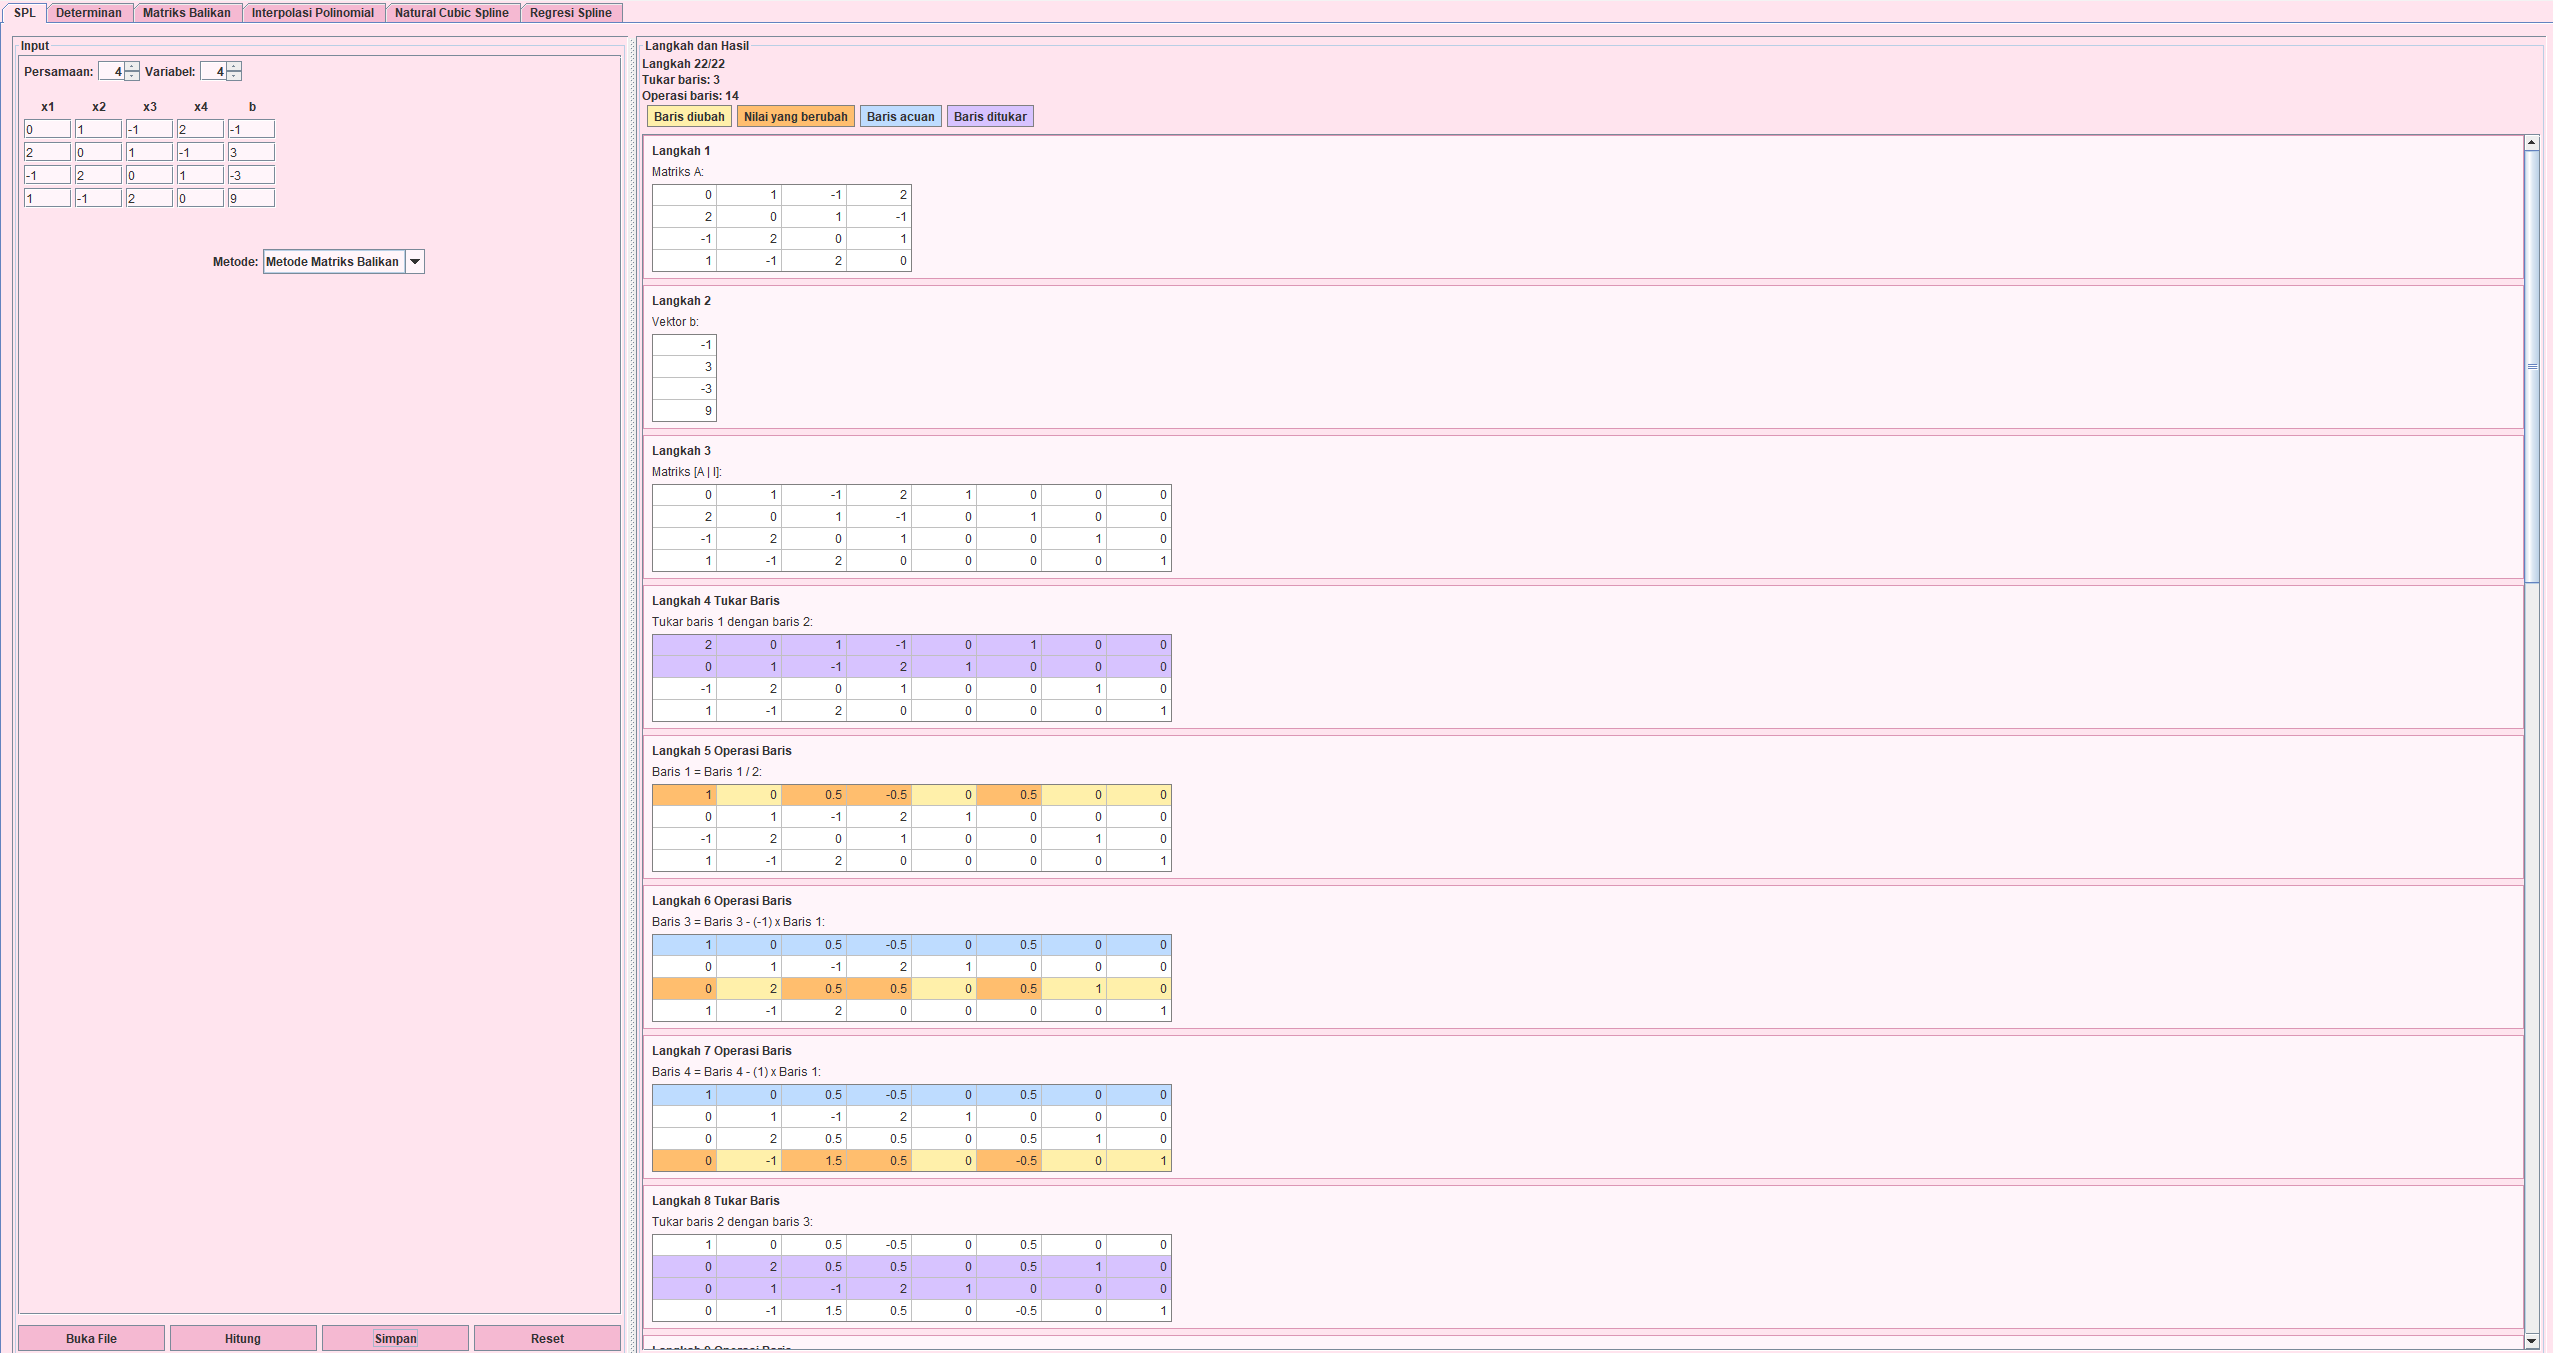 SPL Determinan Matriks Balikan Interpolasi Polinomial Natural Cubic Spline Regresi Spline
Input
Persamaan: 4 Variabel: 4
x1 x2 x3 x4 b
0 1 -1 2 -1
2 0 1 -1 3
-1 2 0 1 -3
1 -1 2 0 9
Metode: Metode Matriks Balikan
Buka File Hitung Simpan Reset
Langkah dan Hasil
Langkah 22/22
Tukar baris: 3
Operasi baris: 14
Baris diubah Nilai yang berubah Baris acuan Baris ditukar
Langkah 1
Matriks A:
0 1 -1 2
2 0 1 -1
-1 2 0 1
1 -1 2 0
Langkah 2
Vektor b:
-1
3
-3
9
Langkah 3
Matriks [A | I]:
0 1 -1 2 1 0 0 0
2 0 1 -1 0 1 0 0
-1 2 0 1 0 0 1 0
1 -1 2 0 0 0 0 1
Langkah 4 Tukar Baris
Tukar baris 1 dengan baris 2:
2 0 1 -1 0 1 0 0
0 1 -1 2 1 0 0 0
-1 2 0 1 0 0 1 0
1 -1 2 0 0 0 0 1
Langkah 5 Operasi Baris
Baris 1 = Baris 1 / 2:
1 0 0.5 -0.5 0 0.5 0 0
0 1 -1 2 1 0 0 0
-1 2 0 1 0 0 1 0
1 -1 2 0 0 0 0 1
Langkah 6 Operasi Baris
Baris 3 = Baris 3 - (-1) x Baris 1:
1 0 0.5 -0.5 0 0.5 0 0
0 1 -1 2 1 0 0 0
0 2 0.5 0.5 0 0.5 1 0
1 -1 2 0 0 0 0 1
Langkah 7 Operasi Baris
Baris 4 = Baris 4 - (1) x Baris 1:
1 0 0.5 -0.5 0 0.5 0 0
0 1 -1 2 1 0 0 0
0 2 0.5 0.5 0 0.5 1 0
0 -1 1.5 0.5 0 -0.5 0 1
Langkah 8 Tukar Baris
Tukar baris 2 dengan baris 3:
1 0 0.5 -0.5 0 0.5 0 0
0 2 0.5 0.5 0 0.5 1 0
0 1 -1 2 1 0 0 0
0 -1 1.5 0.5 0 -0.5 0 1
Langkah 9 Operasi Baris